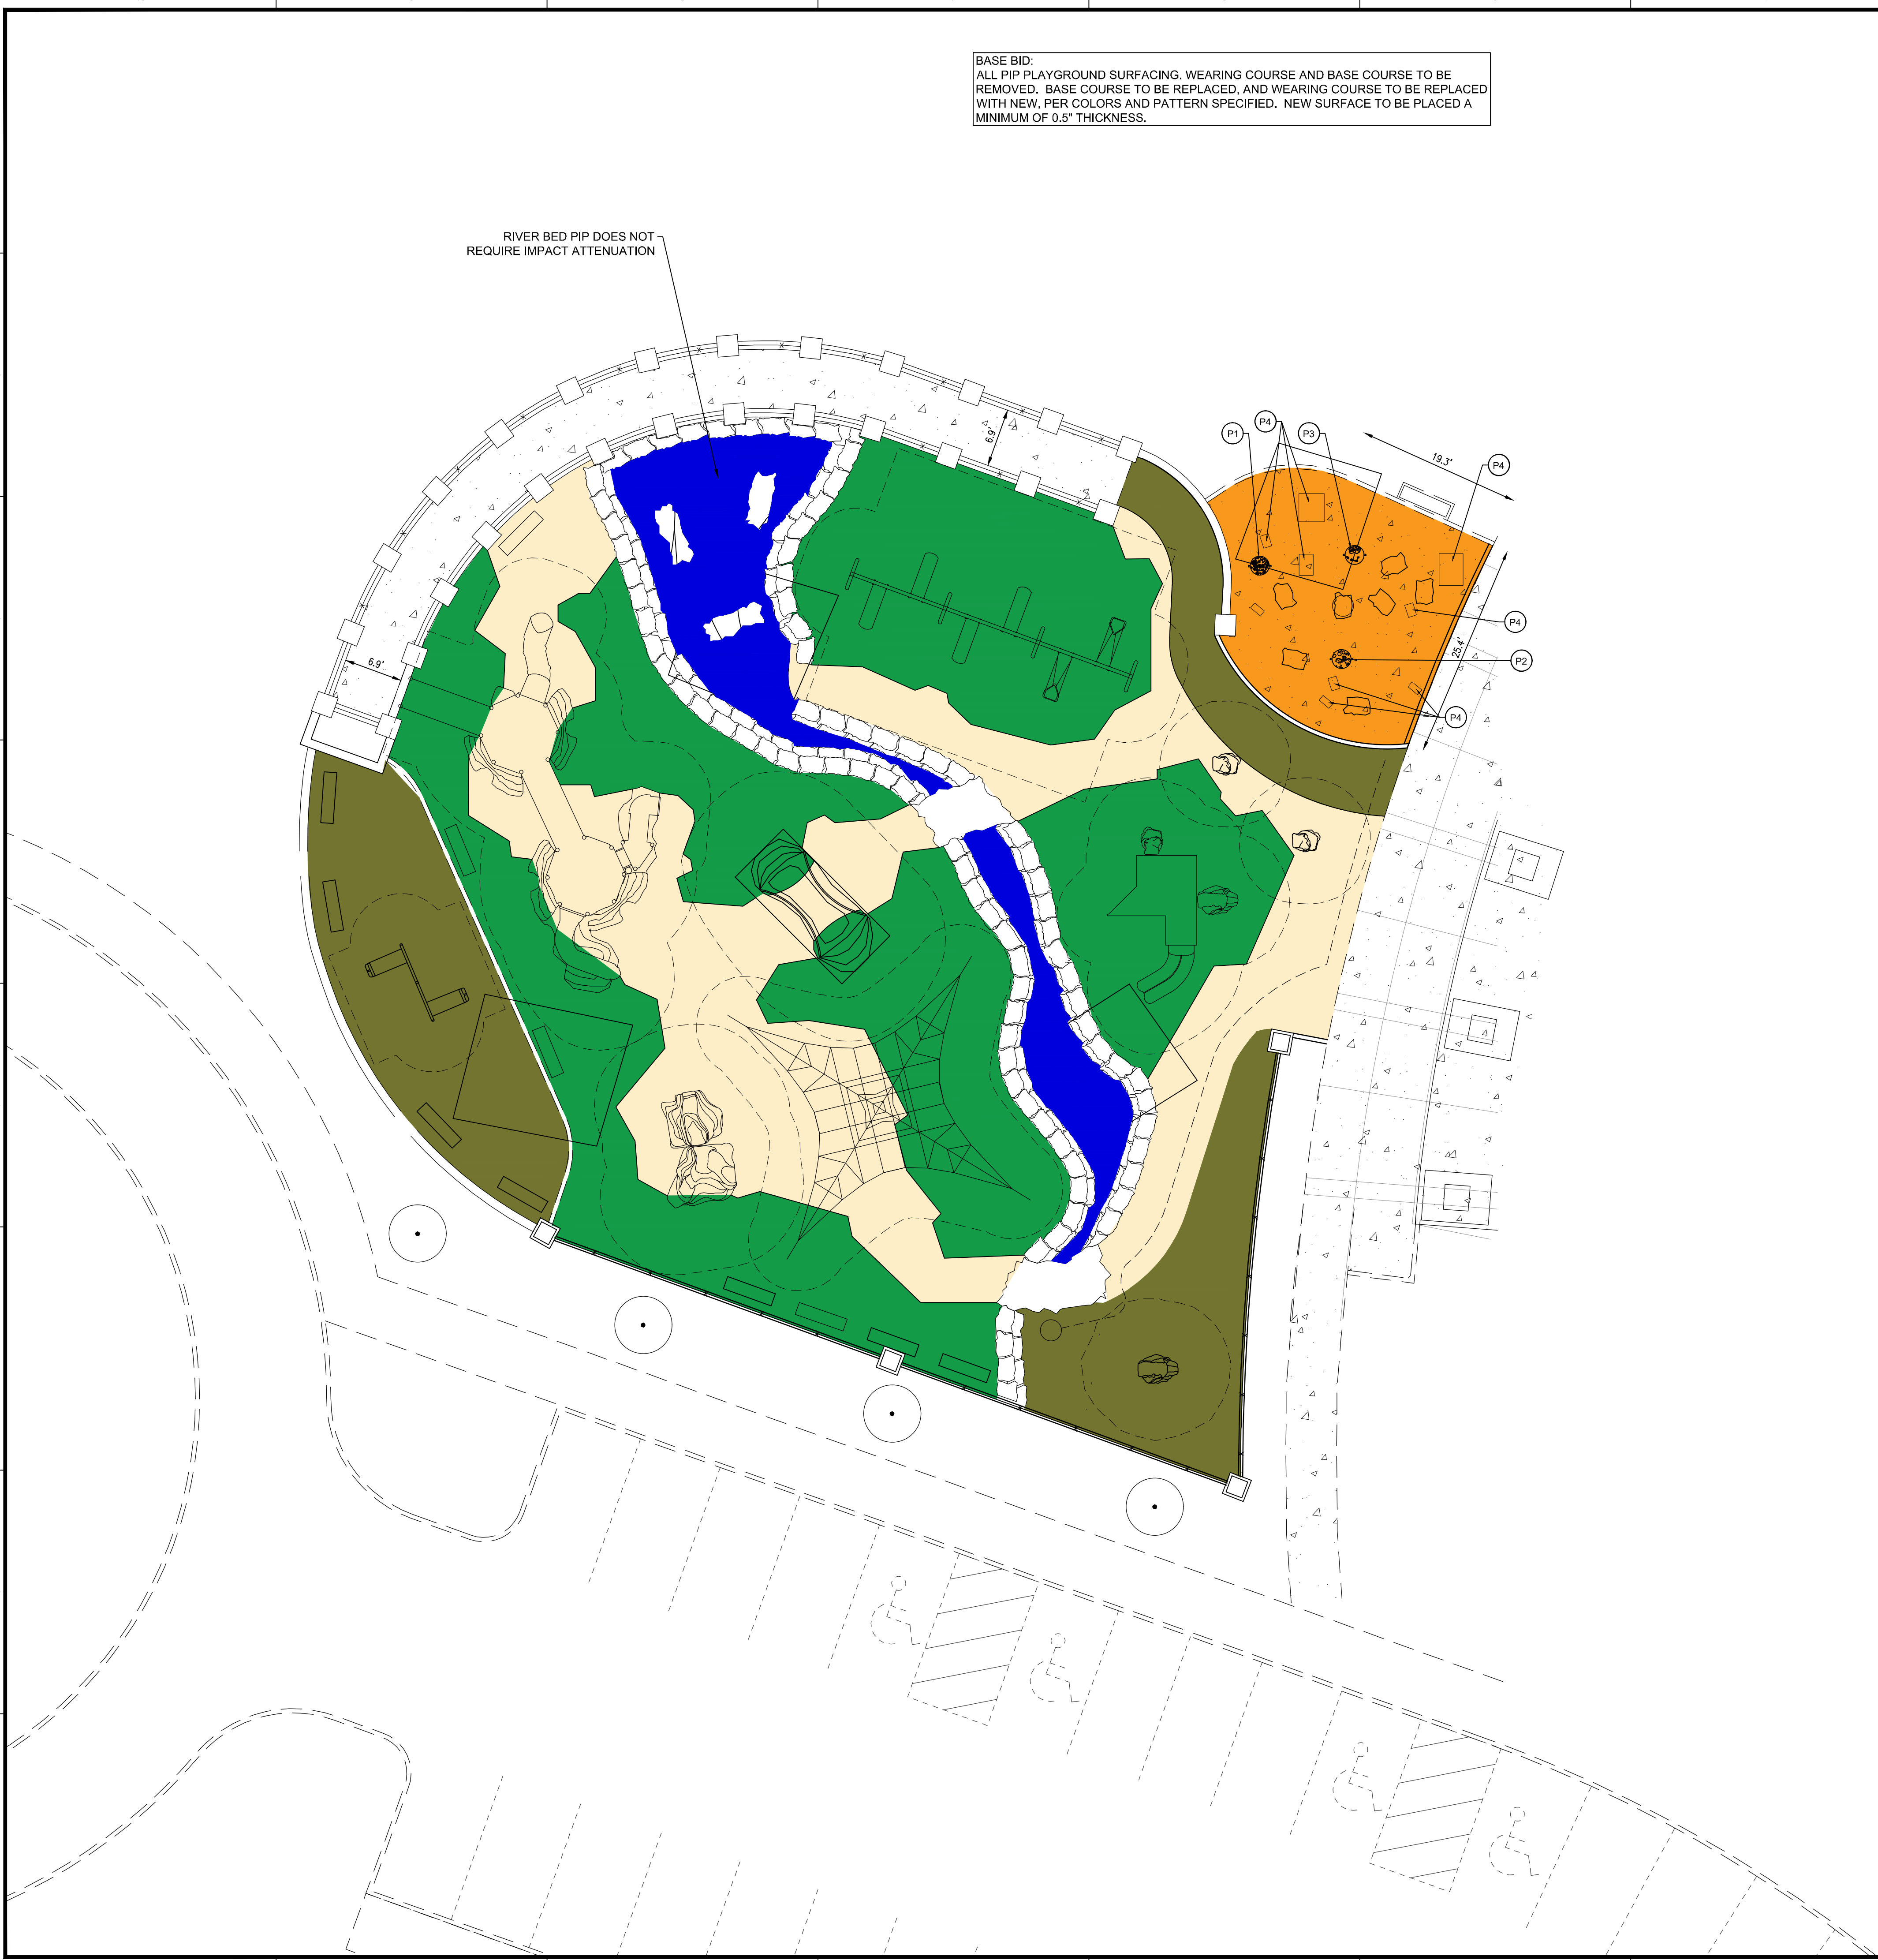 BASE BID:
ALL PIP PLAYGROUND SURFACING. WEARING COURSE AND BASE COURSE TO BE
REMOVED. BASE COURSE TO BE REPLACED, AND WEARING COURSE TO BE REPLACED
WITH NEW, PER COLORS AND PATTERN SPECIFIED. NEW SURFACE TO BE PLACED A
MINIMUM OF 0.5" THICKNESS.
RIVER BED PIP DOES NOT
REQUIRE IMPACT ATTENUATION
6.9'
P1
P4
P3
19.3'
P4
P4
25.4'
P2
P4
6.9'